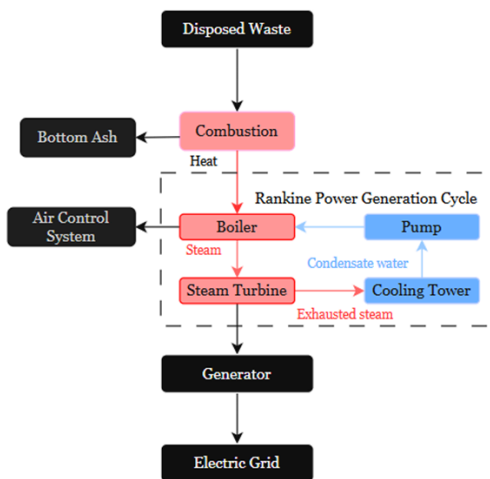 Disposed Waste
Combustion
Bottom Ash
Heat
Rankine Power Generation Cycle
Air Control
System
Boiler
Pump
Steam
Condensate water
Steam Turbine
Cooling Tower
Exhausted steam
Generator
Electric Grid